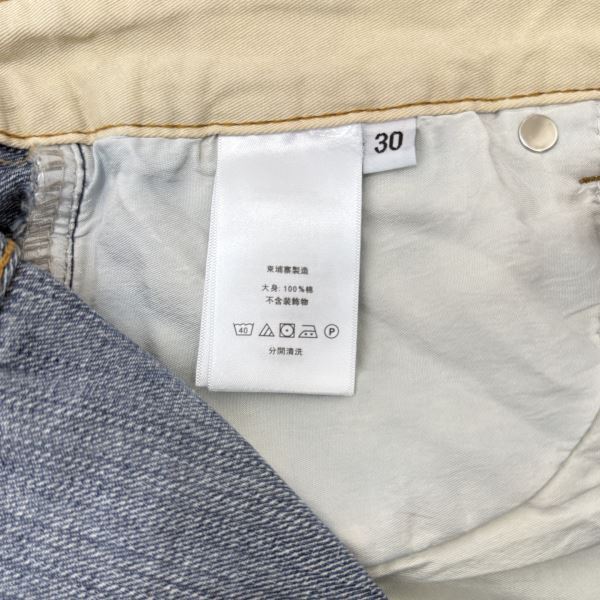 30
柬埔寨製造
大身: 100%棉
不含裝飾物
40 P
分開清洗